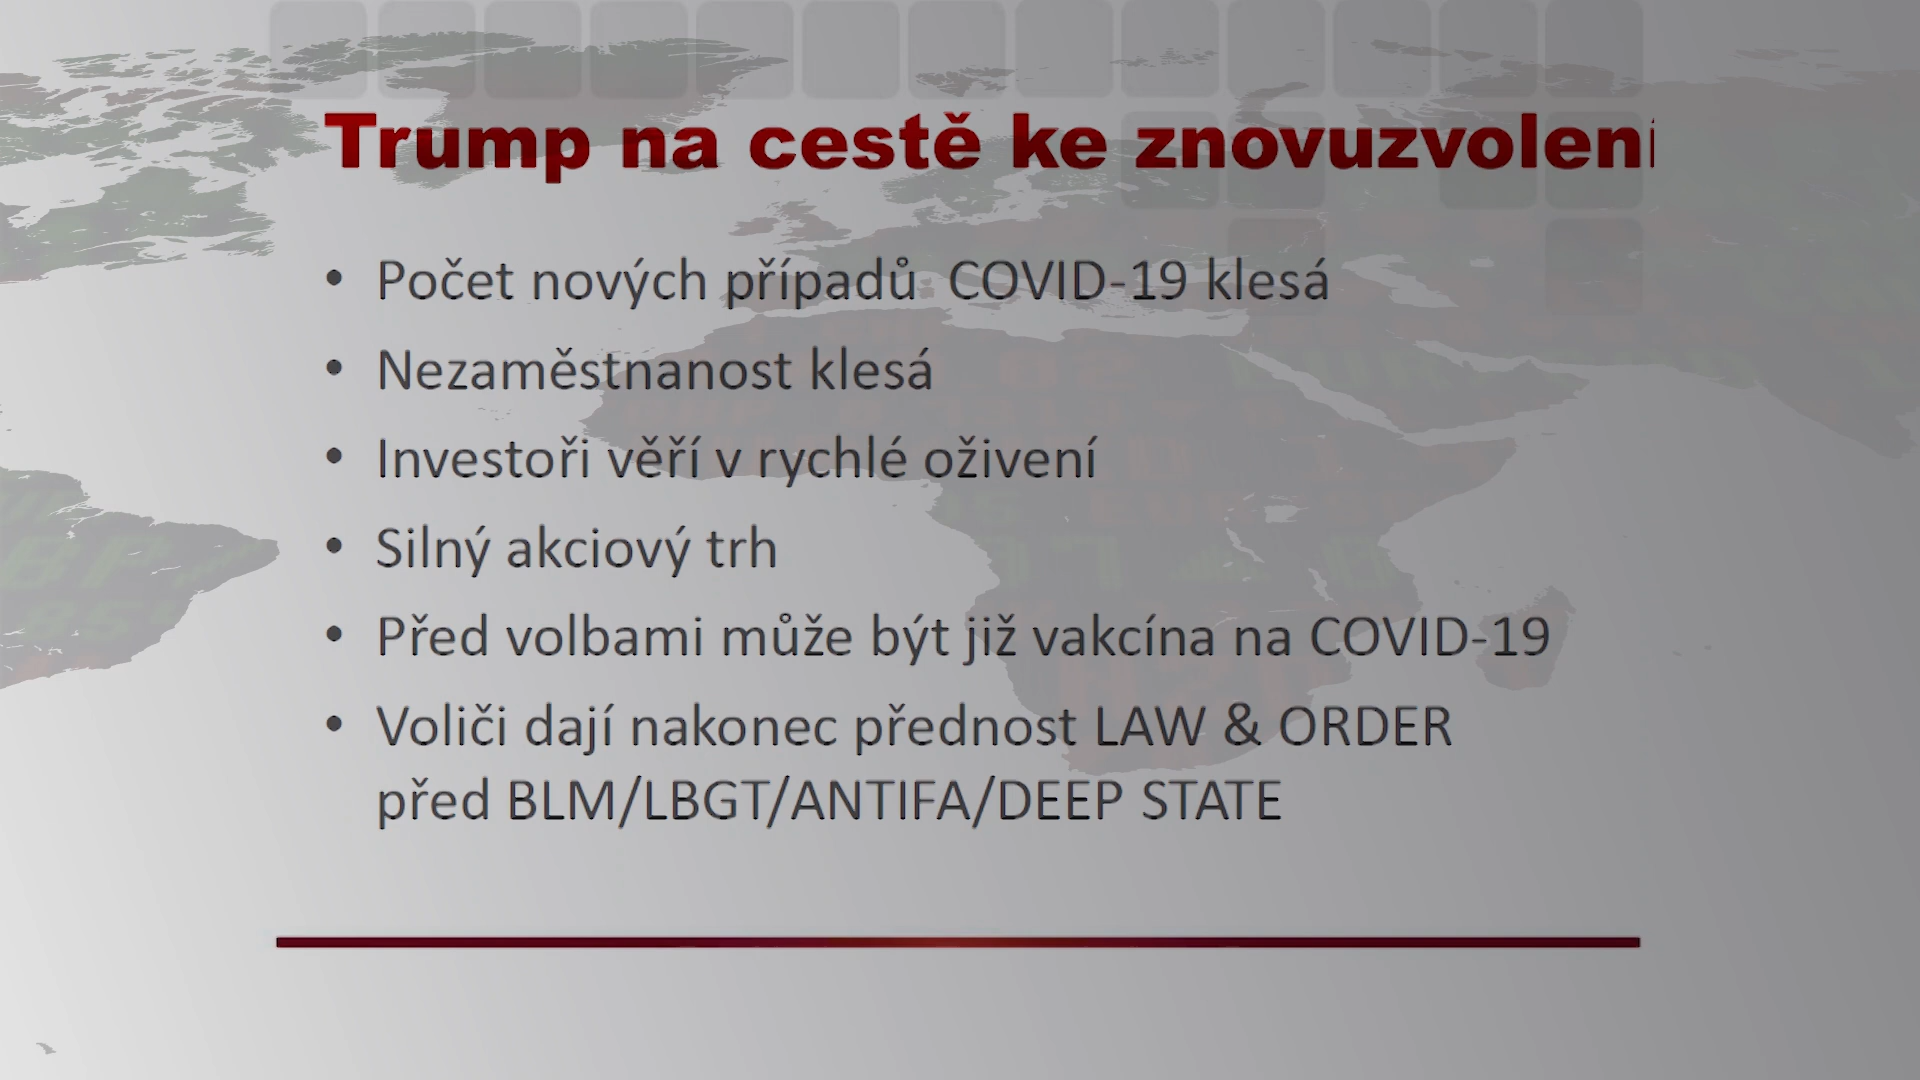 Trump na cestě ke znovuzvolení
• Počet nových případů COVID-19 klesá
• Nezaměstnanost klesá
• Investoři věří v rychlé oživení
• Silný akciový trh
• Před volbami může být již vakcína na COVID-19
• Voliči dají nakonec přednost LAW & ORDER
před BLM/LBGT/ANTIFA/DEEP STATE